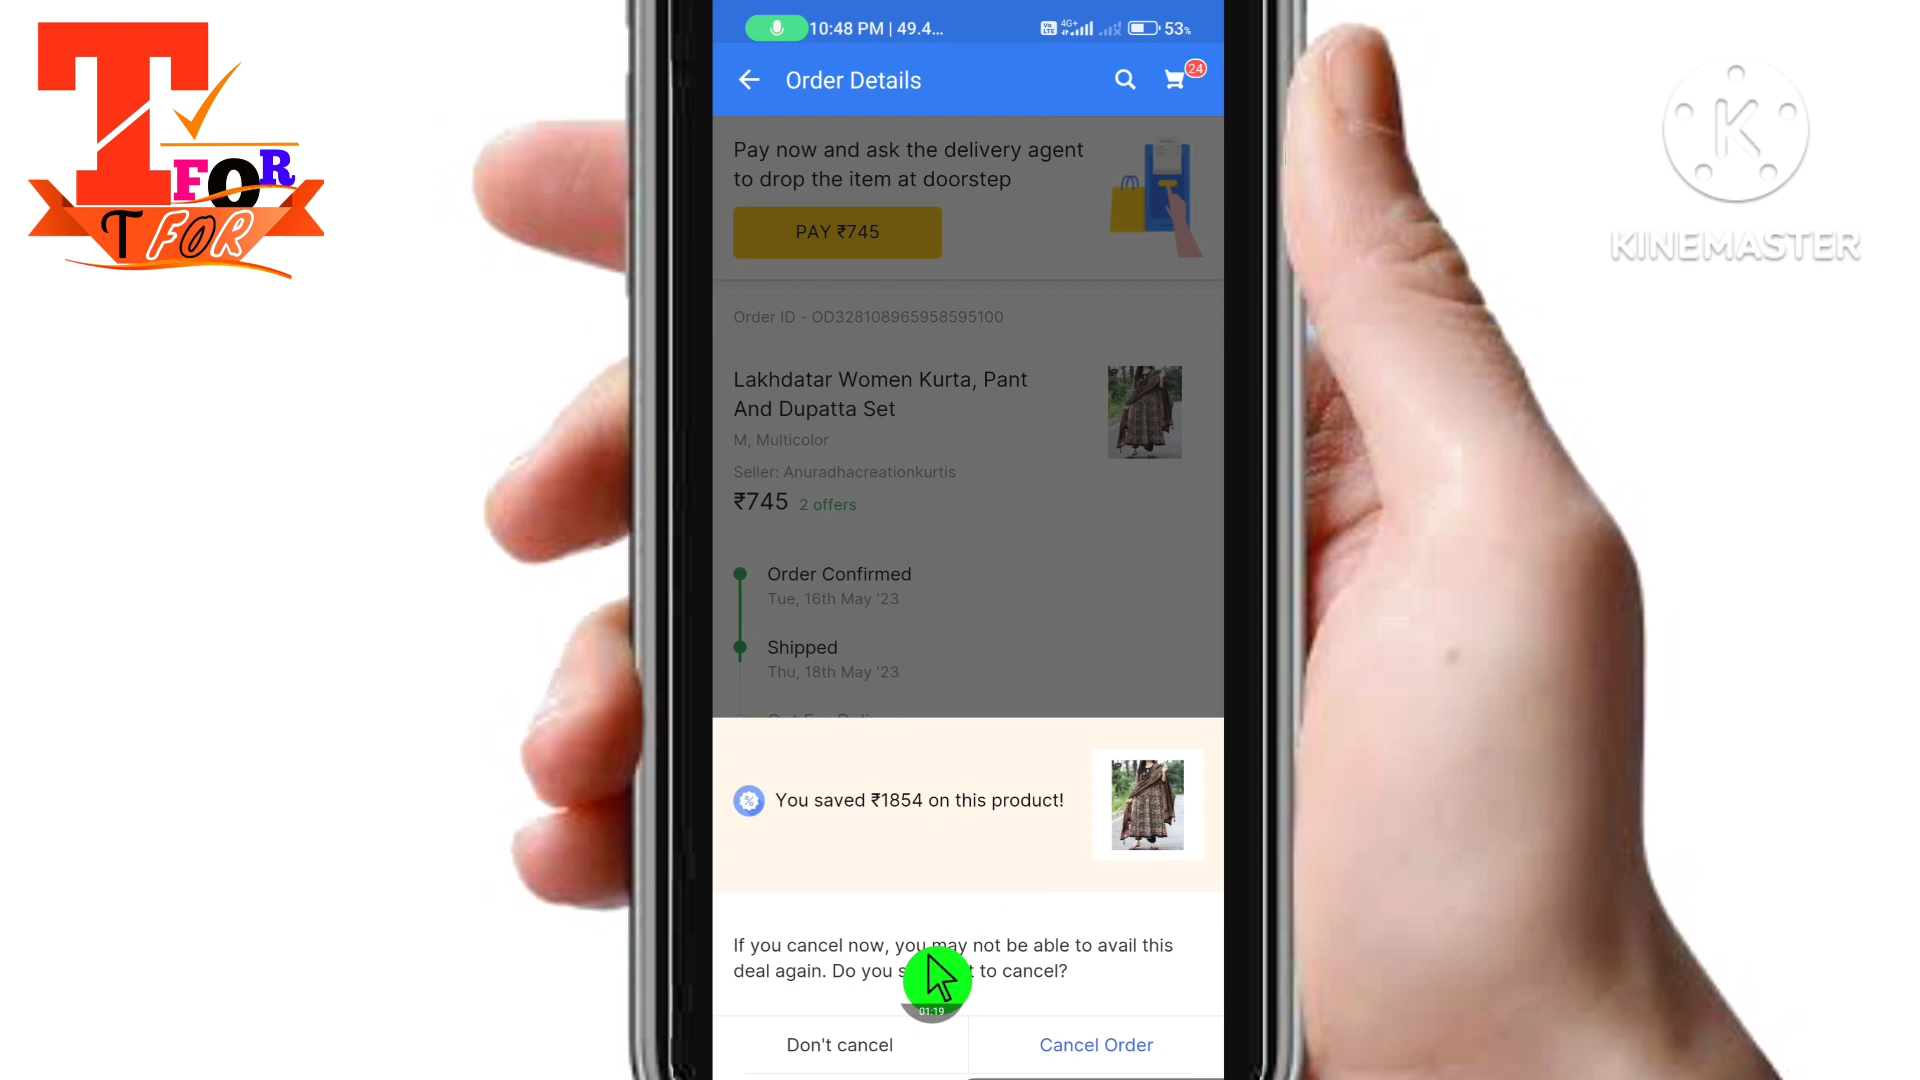 T
FOR
T FOR
10:48 PM | 49.4...
Vo
LTE
4G+
53%
Order Details
24
Pay now and ask the delivery agent
to drop the item at doorstep
PAY ₹745
Order ID - OD328108965958595100
Lakhdatar Women Kurta, Pant
And Dupatta Set
M, Multicolor
Seller: Anuradhacreationkurtis
₹745 2 offers
Order Confirmed
Tue, 16th May '23
Shipped
Thu, 18th May '23
You saved ₹1854 on this product!
If you cancel now, you may not be able to avail this
deal again. Do you to cancel?
01:19
Don't cancel
Cancel Order
K
KINEMASTER